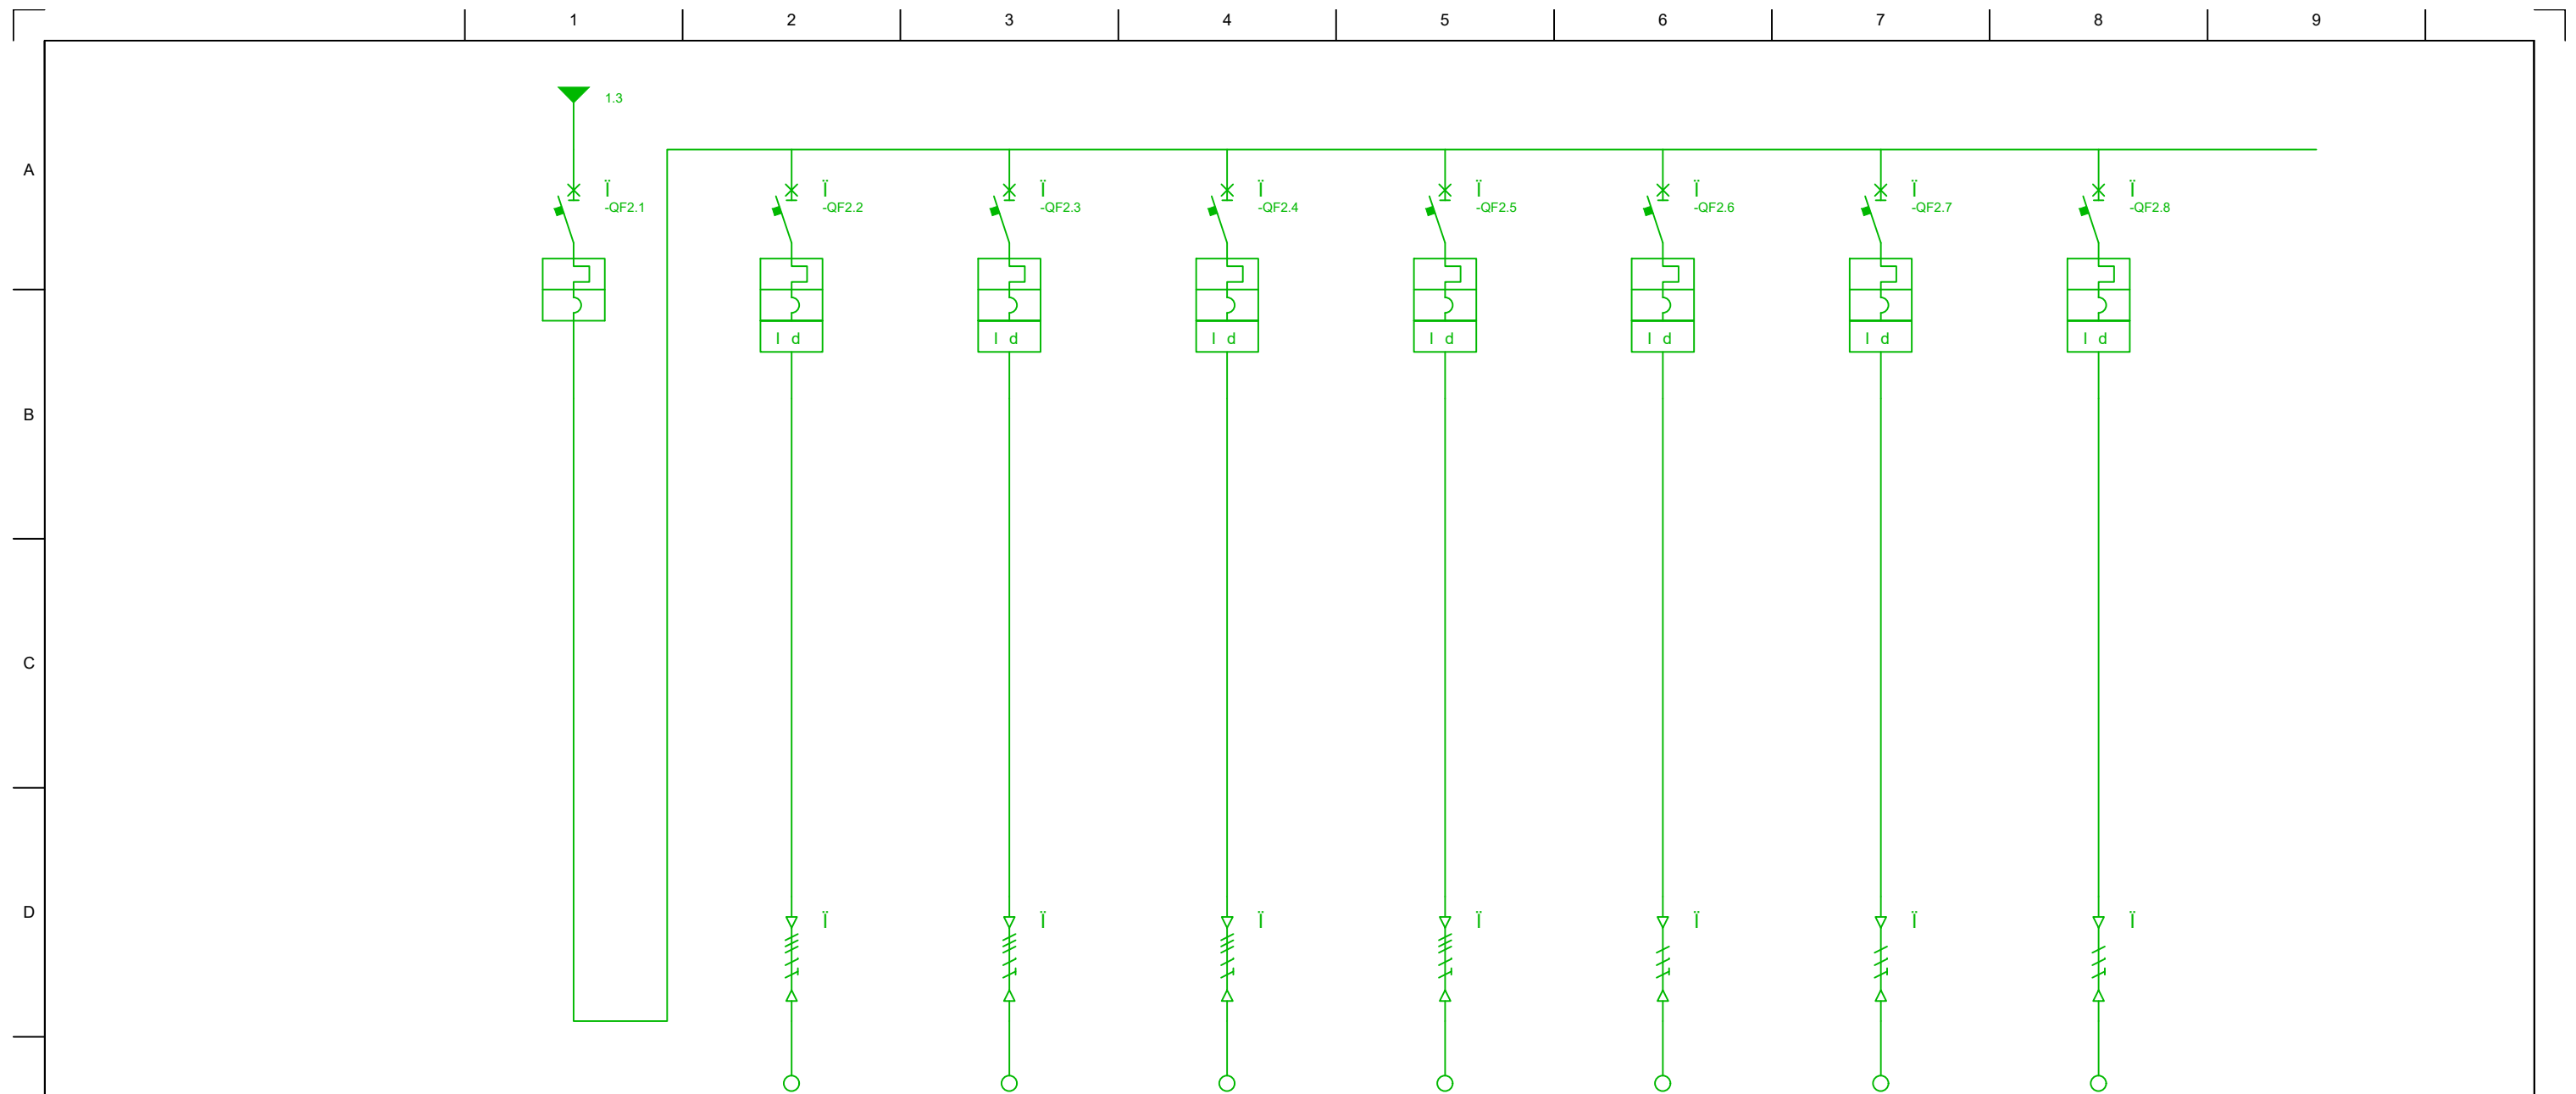 1 2 3 4 5 6 7 8 9
1.3
A
Ï Ï Ï Ï Ï Ï Ï Ï
-QF2.1 -QF2.2 -QF2.3 -QF2.4 -QF2.5 -QF2.6 -QF2.7 -QF2.8
I d I d I d I d I d I d I d
B
C
D Ï Ï Ï Ï Ï Ï Ï